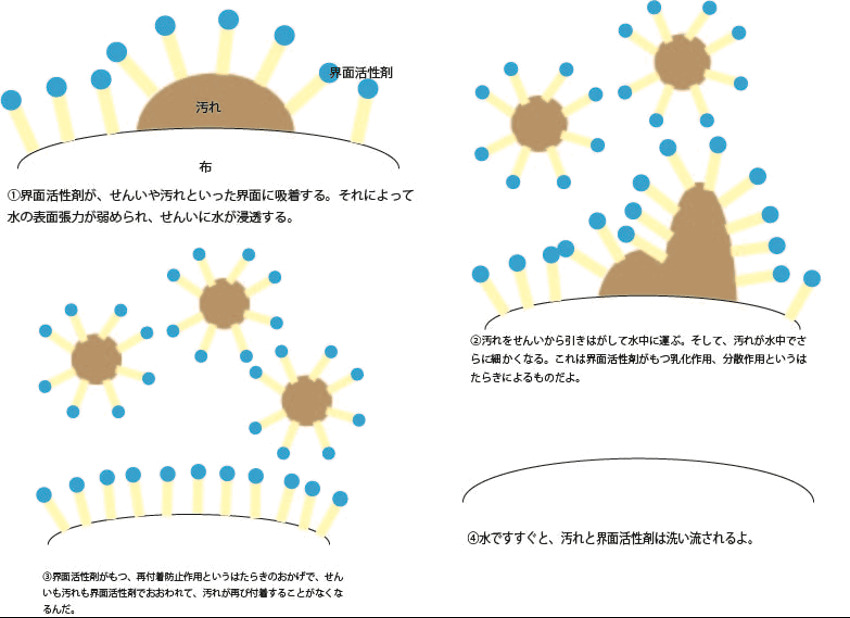 界面活性剤
汚れ
布
①界面活性剤が、せんいや汚れといった界面に吸着する。それによって
水の表面張力が弱められ、せんいに水が浸透する。
②汚れをせんいから引きはがして水中に運ぶ。そして、汚れが水中でさ
らに細かくなる。これは界面活性剤がもつ乳化作用、分散作用というは
たらきによるものだよ。
③界面活性剤がもつ、再付着防止作用というはたらきのおかげで、せん
いも汚れも界面活性剤でおおわれて、汚れが再び付着することがなくな
るんだ。
④水ですすぐと、汚れと界面活性剤は洗い流されるよ。